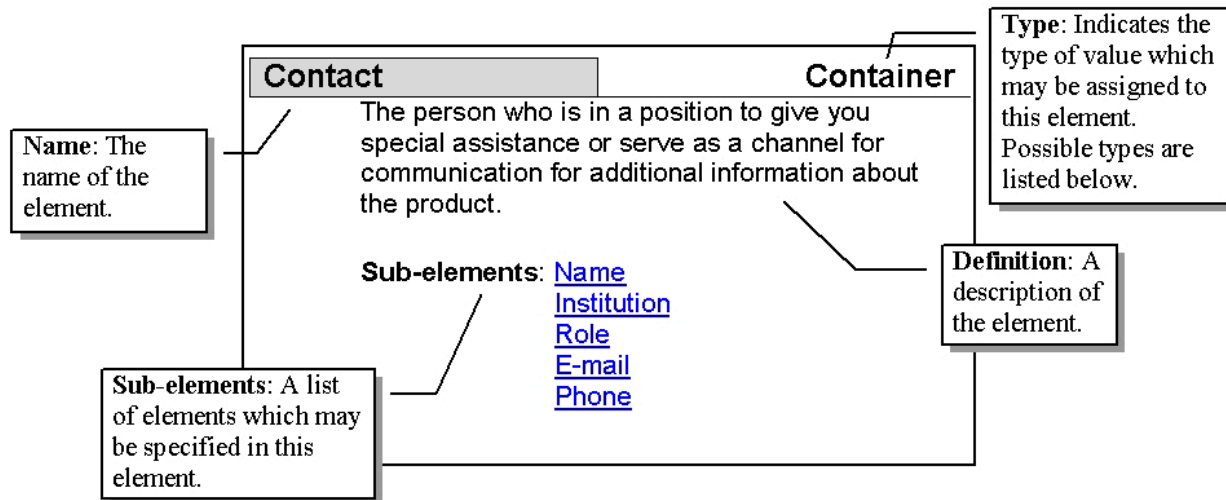 Type: Indicates the
type of value which
may be assigned to
this element.
Possible types are
listed below.
Contact
Container
The person who is in a position to give you
special assistance or serve as a channel for
communication for additional information about
the product.
Name: The
name of the
element.
Sub-elements: Name
Institution
Role
E-mail
Phone
Definition: A
description of
the element.
Sub-elements: A list
of elements which may
be specified in this
element.